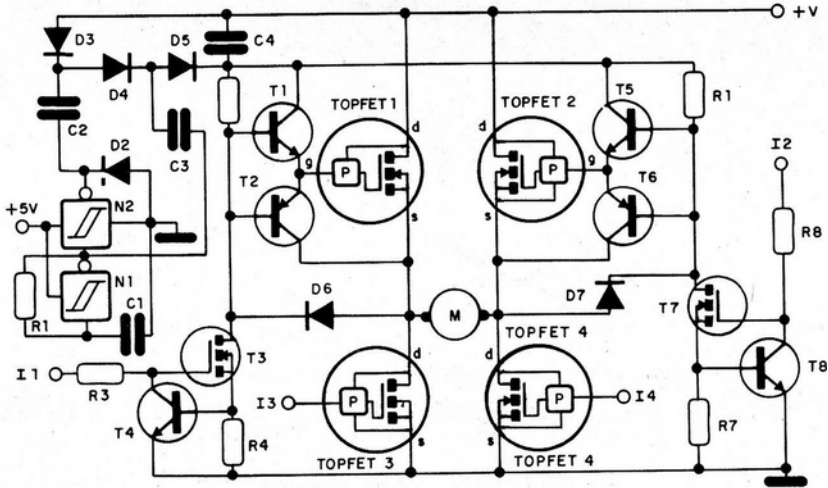 D3
D4
D5
C4
+V
C2
C3
D2
+5V
N2
N1
R1
C1
T1
T2
TOPFET 1
d
g
P
s
TOPFET 2
d
g
P
s
T5
T6
R1
I2
R8
D6
M
D7
T7
T8
I1
R3
T3
T4
R4
I3
d
P
s
TOPFET 3
TOPFET 4
d
P
s
I4
TOPFET 4
R7